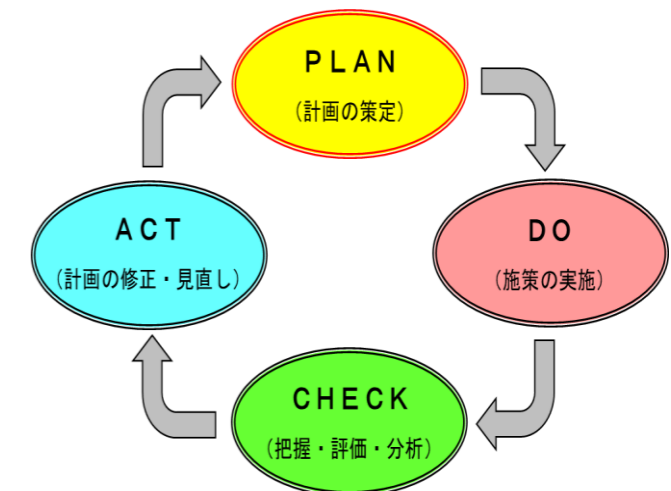 PLAN
（計画の策定）
DO
（施策の実施）
CHECK
（把握・評価・分析）
ACT
（計画の修正・見直し）